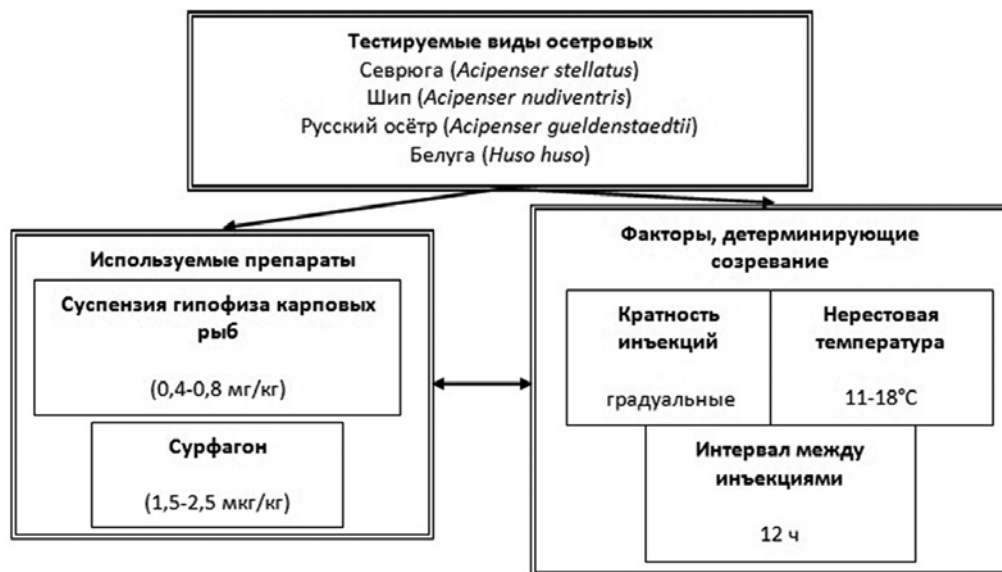 Тестируемые виды осетровых
Севрюга (Acipenser stellatus)
Шип (Acipenser nudiventris)
Русский осётр (Acipenser gueldenstaedtii)
Белуга (Huso huso)
Используемые препараты
Суспензия гипофиза карповых
рыб
(0,4-0,8 мг/кг)
Сурфагон
(1,5-2,5 мкг/кг)
Факторы, детерминирующие
созревание
Кратность
инъекций
градуальные
Нерестовая
температура
11-18°С
Интервал между
инъекциями
12 ч